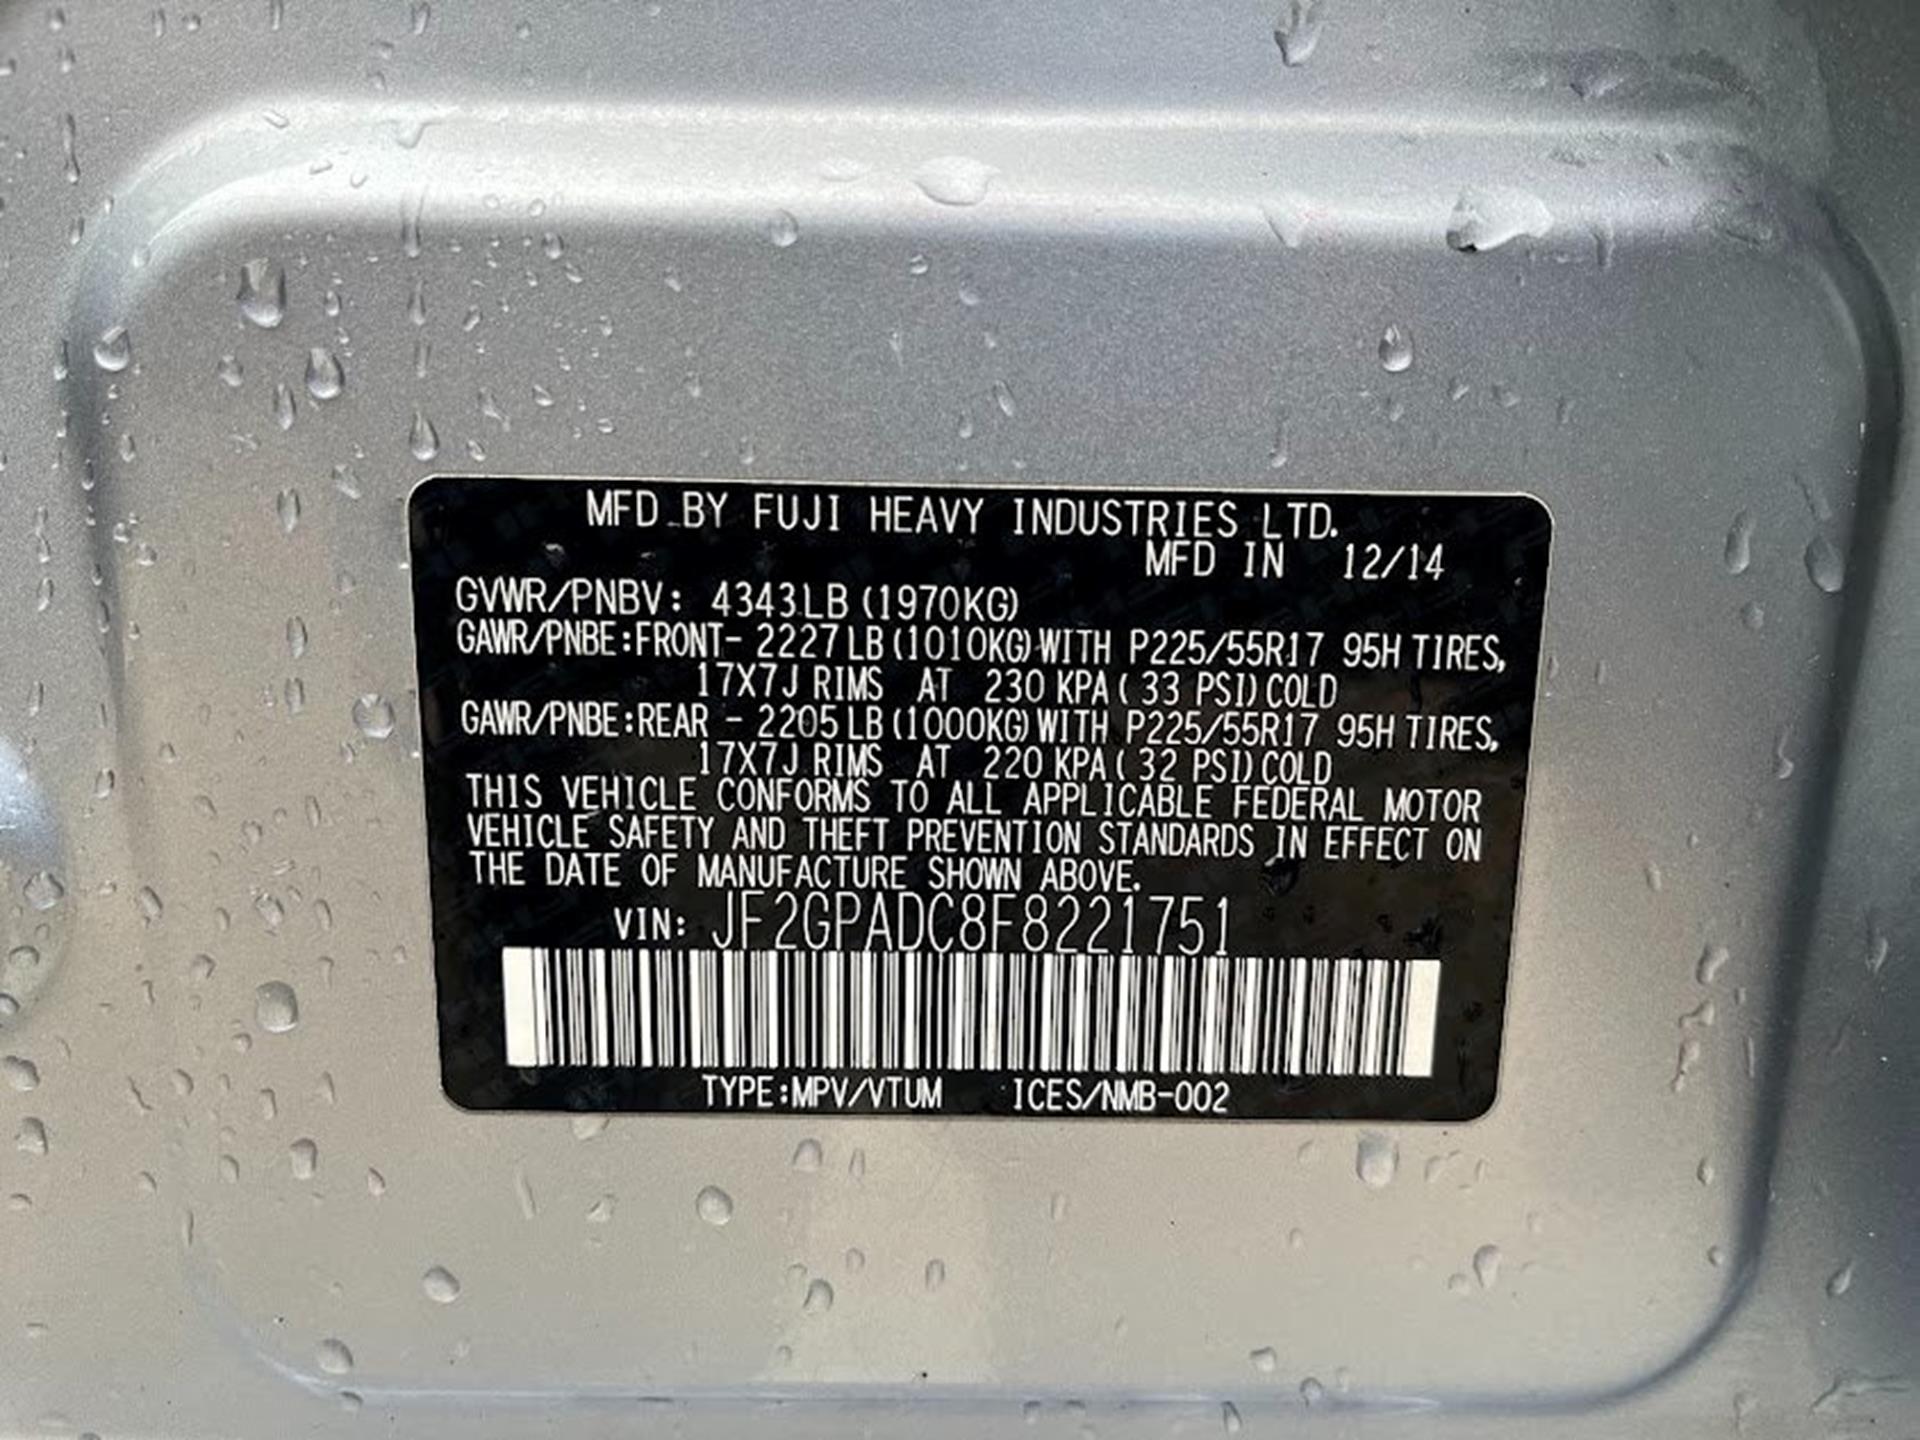 MFD.BY FUJI HEAVY INDUSTRIES LTD.
MFD IN 12/14
GVWR/PNBV: 4343LB(1970KG)
GAWR/PNBE:FRONT- 2227LB(1010KG)WITH P225/55R17 95H TIRES,
17X7J RIMS AT 230 KPA( 33 PSI)COLD
GAWR/PNBE:REAR - 2205LB(1000KG)WITH P225/55R17 95H TIRES,
17X7J RIMS AT 220 KPA( 32 PSI)COLD
THIS VEHICLE CONFORMS TO ALL APPLICABLE FEDERAL MOTOR
VEHICLE SAFETY AND THEFT PREVENTION STANDARDS IN EFFECT ON
THE DATE OF MANUFACTURE SHOWN ABOVE.
VIN: JF2GPADC8F8221751
TYPE:MPV/VTUM ICES/NMB-002